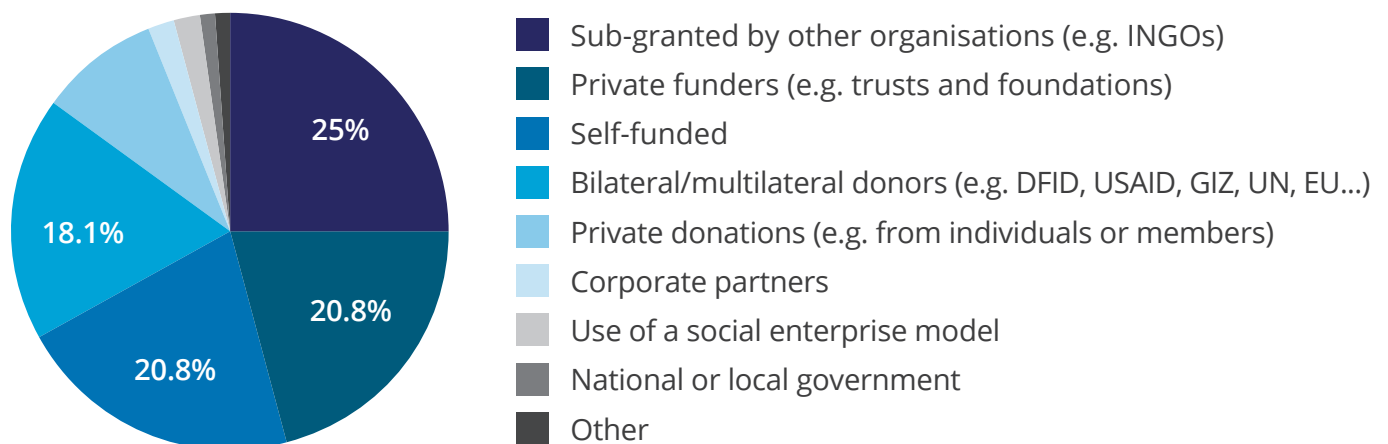 25%
20.8%
20.8%
18.1%
Sub-granted by other organisations (e.g. INGOs)
Private funders (e.g. trusts and foundations)
Self-funded
Bilateral/multilateral donors (e.g. DFID, USAID, GIZ, UN, EU...)
Private donations (e.g. from individuals or members)
Corporate partners
Use of a social enterprise model
National or local government
Other